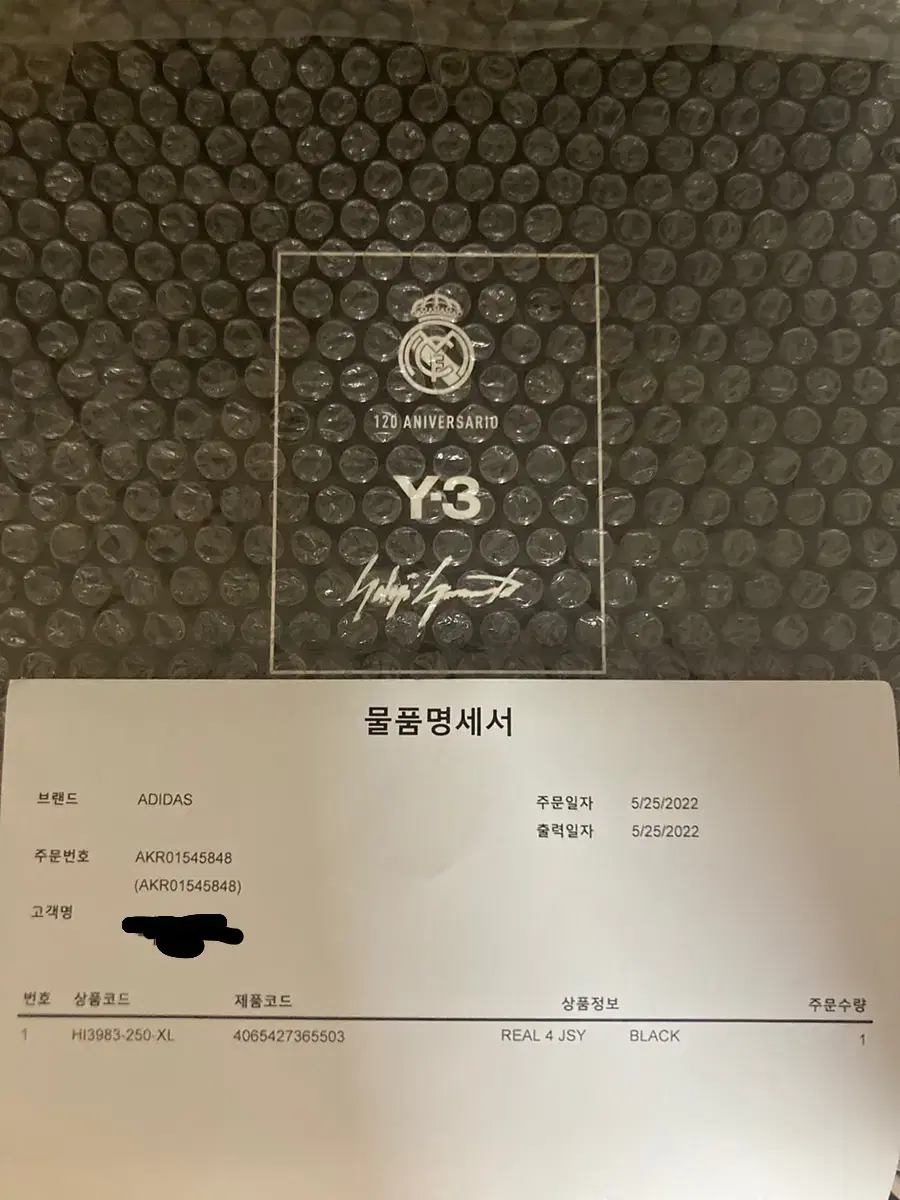 120 ANIVERSARIO
Y-3
Yohji Yamamoto
물품명세서
브랜드 ADIDAS 주문일자 5/25/2022
출력일자 5/25/2022
주문번호 AKR01545848
(AKR01545848)
고객명
번호 상품코드 제품코드 상품정보 주문수량
1 HI3983-250-XL 4065427365503 REAL 4 JSY BLACK 1